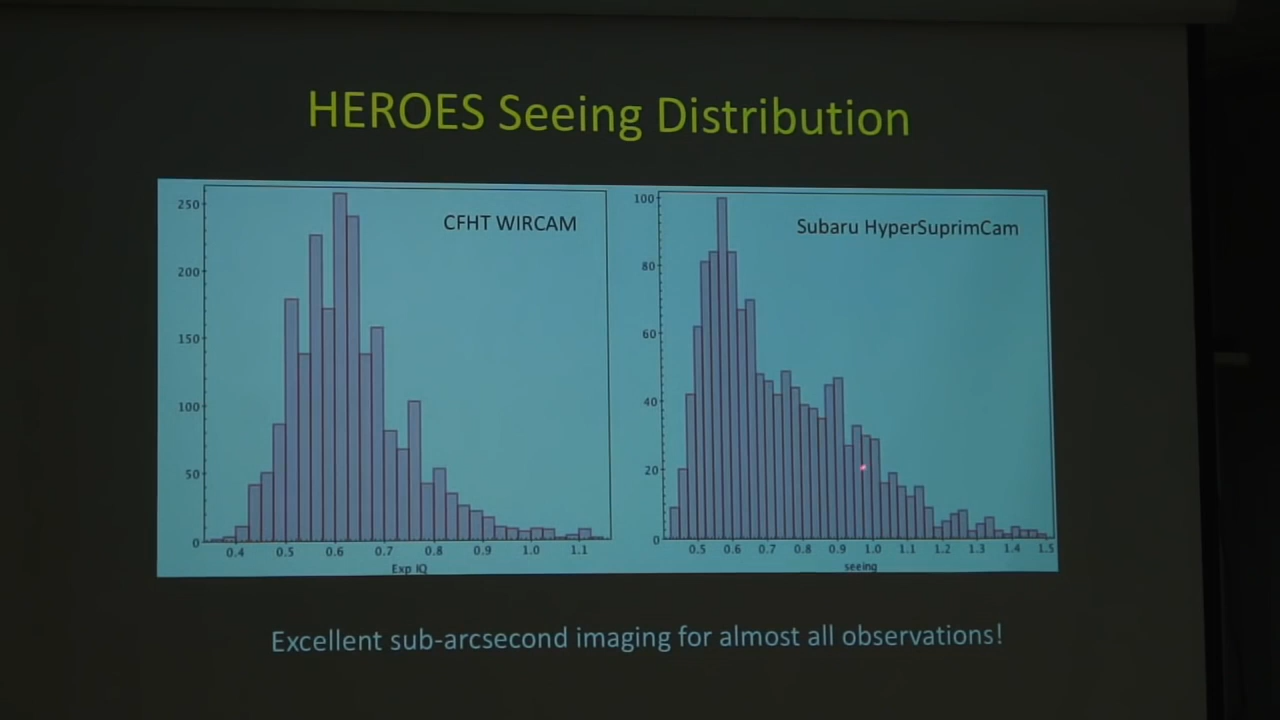 HEROES Seeing Distribution
CFHT WIRCAM
250
200
150
100
50
0
0.4 0.5 0.6 0.7 0.8 0.9 1.0 1.1
Exp IQ
Subaru HyperSuprimCam
100
80
60
40
20
0
0.5 0.6 0.7 0.8 0.9 1.0 1.1 1.2 1.3 1.4 1.5
seeing
Excellent sub-arcsecond imaging for almost all observations!